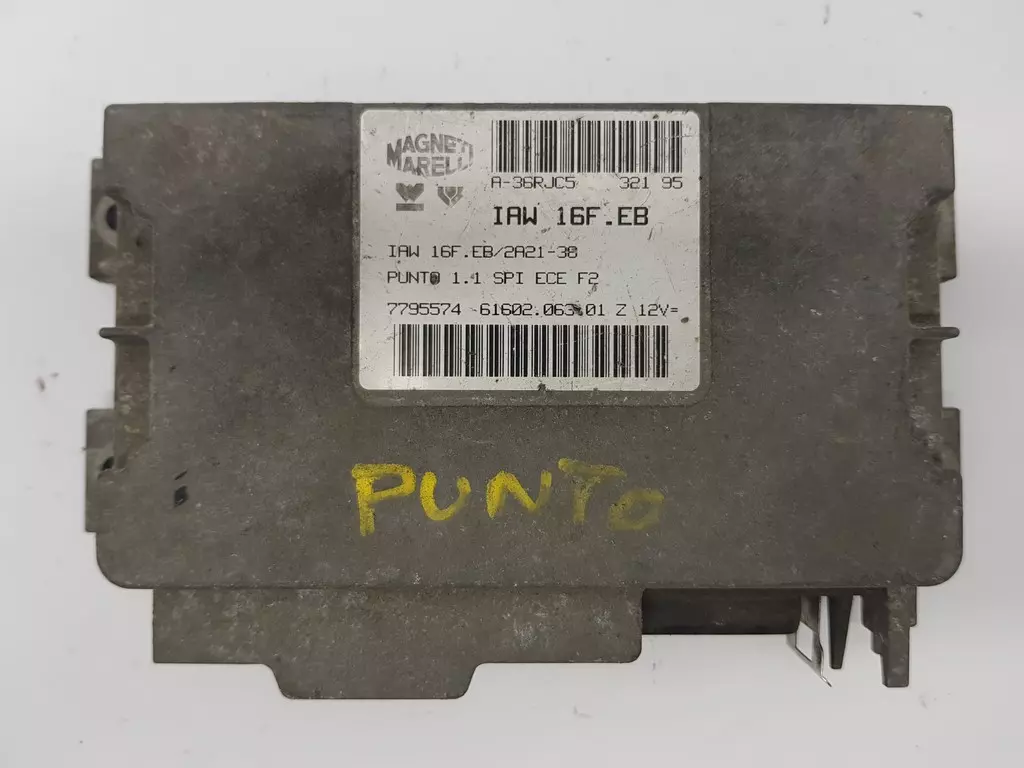 MAGNETI
MARELLI
A-36RJC5 321 95
IAW 16F.EB
IAW 16F.EB/2A21-38
PUNTO 1.1 SPI ECE F2
7795574 61602.063.01 Z 12V=
PUNTO